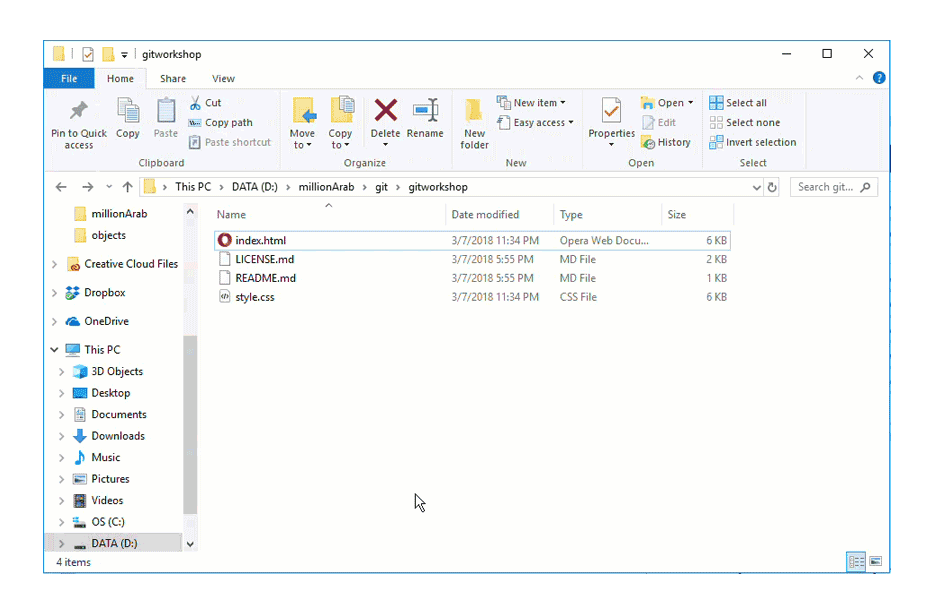 gitworkshop
File Home Share View
Pin to Quick access
Copy
Paste
Cut
Copy path
Paste shortcut
Clipboard
Move to
Copy to
Delete
Rename
Organize
New folder
New item
Easy access
New
Properties
Open
Edit
History
Open
Select all
Select none
Invert selection
Select
This PC > DATA (D:) > millionArab > git > gitworkshop
Search git...
millionArab
objects
Creative Cloud Files
Dropbox
OneDrive
This PC
3D Objects
Desktop
Documents
Downloads
Music
Pictures
Videos
OS (C:)
DATA (D:)
Name Date modified Type Size
index.html 3/7/2018 11:34 PM Opera Web Docu... 6 KB
LICENSE.md 3/7/2018 5:55 PM MD File 2 KB
README.md 3/7/2018 5:55 PM MD File 1 KB
style.css 3/7/2018 11:34 PM CSS File 6 KB
4 items